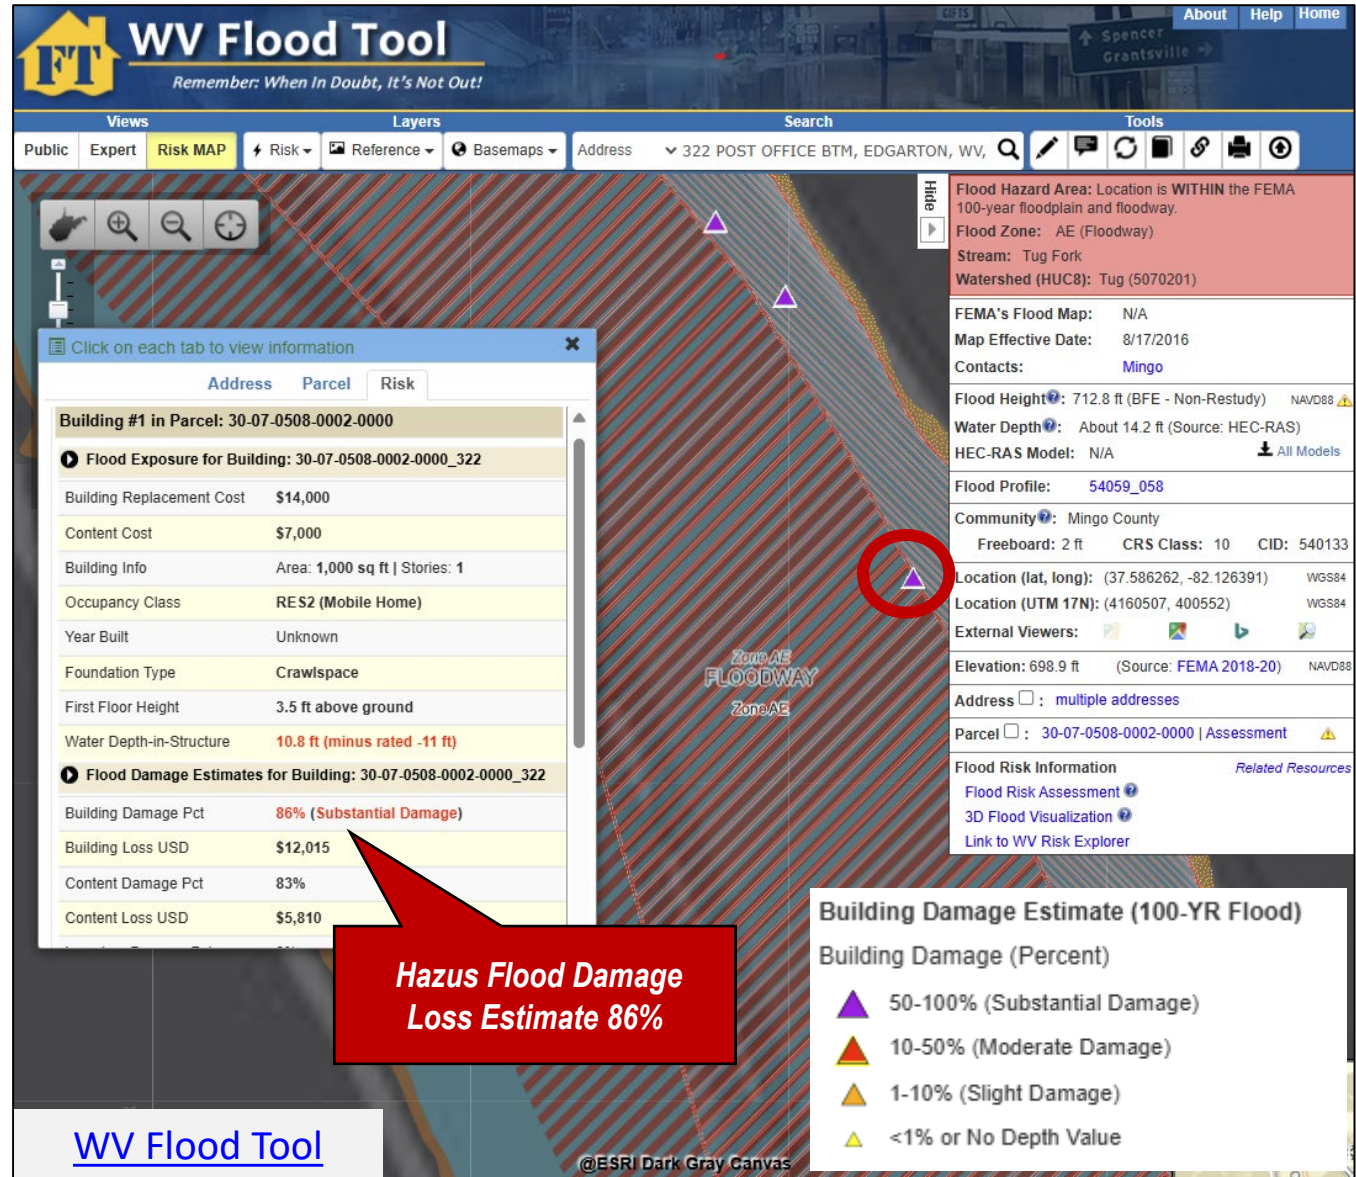 About Help Home
WV Flood Tool
Remember: When In Doubt, It's Not Out!
FT
GIFTS
Spencer
Grantsville
Views Layers Search Tools
Public Expert Risk MAP Risk Reference Basemaps Address 322 POST OFFICE BTM, EDGARTON, WV,
Hide
Flood Hazard Area: Location is WITHIN the FEMA
100-year floodplain and floodway.
Flood Zone: AE (Floodway)
Stream: Tug Fork
Watershed (HUC8): Tug (5070201)
FEMA's Flood Map: N/A
Map Effective Date: 8/17/2016
Contacts: Mingo
Flood Height: 712.8 ft (BFE - Non-Restudy) NAVD88
Water Depth: About 14.2 ft (Source: HEC-RAS)
HEC-RAS Model: N/A All Models
Flood Profile: 54059_058
Community: Mingo County
Freeboard: 2 ft CRS Class: 10 CID: 540133
Location (lat, long): (37.586262, -82.126391) WGS84
Location (UTM 17N): (4160507, 400552) WGS84
External Viewers:
Elevation: 698.9 ft (Source: FEMA 2018-20) NAVD88
Address : multiple addresses
Parcel : 30-07-0508-0002-0000 | Assessment
Flood Risk Information Related Resources
Flood Risk Assessment
3D Flood Visualization
Link to WV Risk Explorer
Click on each tab to view information
Address Parcel Risk
Building #1 in Parcel: 30-07-0508-0002-0000
Flood Exposure for Building: 30-07-0508-0002-0000_322
Building Replacement Cost $14,000
Content Cost $7,000
Building Info Area: 1,000 sq ft | Stories: 1
Occupancy Class RES2 (Mobile Home)
Year Built Unknown
Foundation Type Crawlspace
First Floor Height 3.5 ft above ground
Water Depth-in-Structure 10.8 ft (minus rated -11 ft)
Flood Damage Estimates for Building: 30-07-0508-0002-0000_322
Building Damage Pct 86% (Substantial Damage)
Building Loss USD $12,015
Content Damage Pct 83%
Content Loss USD $5,810
Zone AE
FLOODWAY
Zone AE
Hazus Flood Damage
Loss Estimate 86%
Building Damage Estimate (100-YR Flood)
Building Damage (Percent)
50-100% (Substantial Damage)
10-50% (Moderate Damage)
1-10% (Slight Damage)
<1% or No Depth Value
WV Flood Tool
@ESRI Dark Gray Canvas